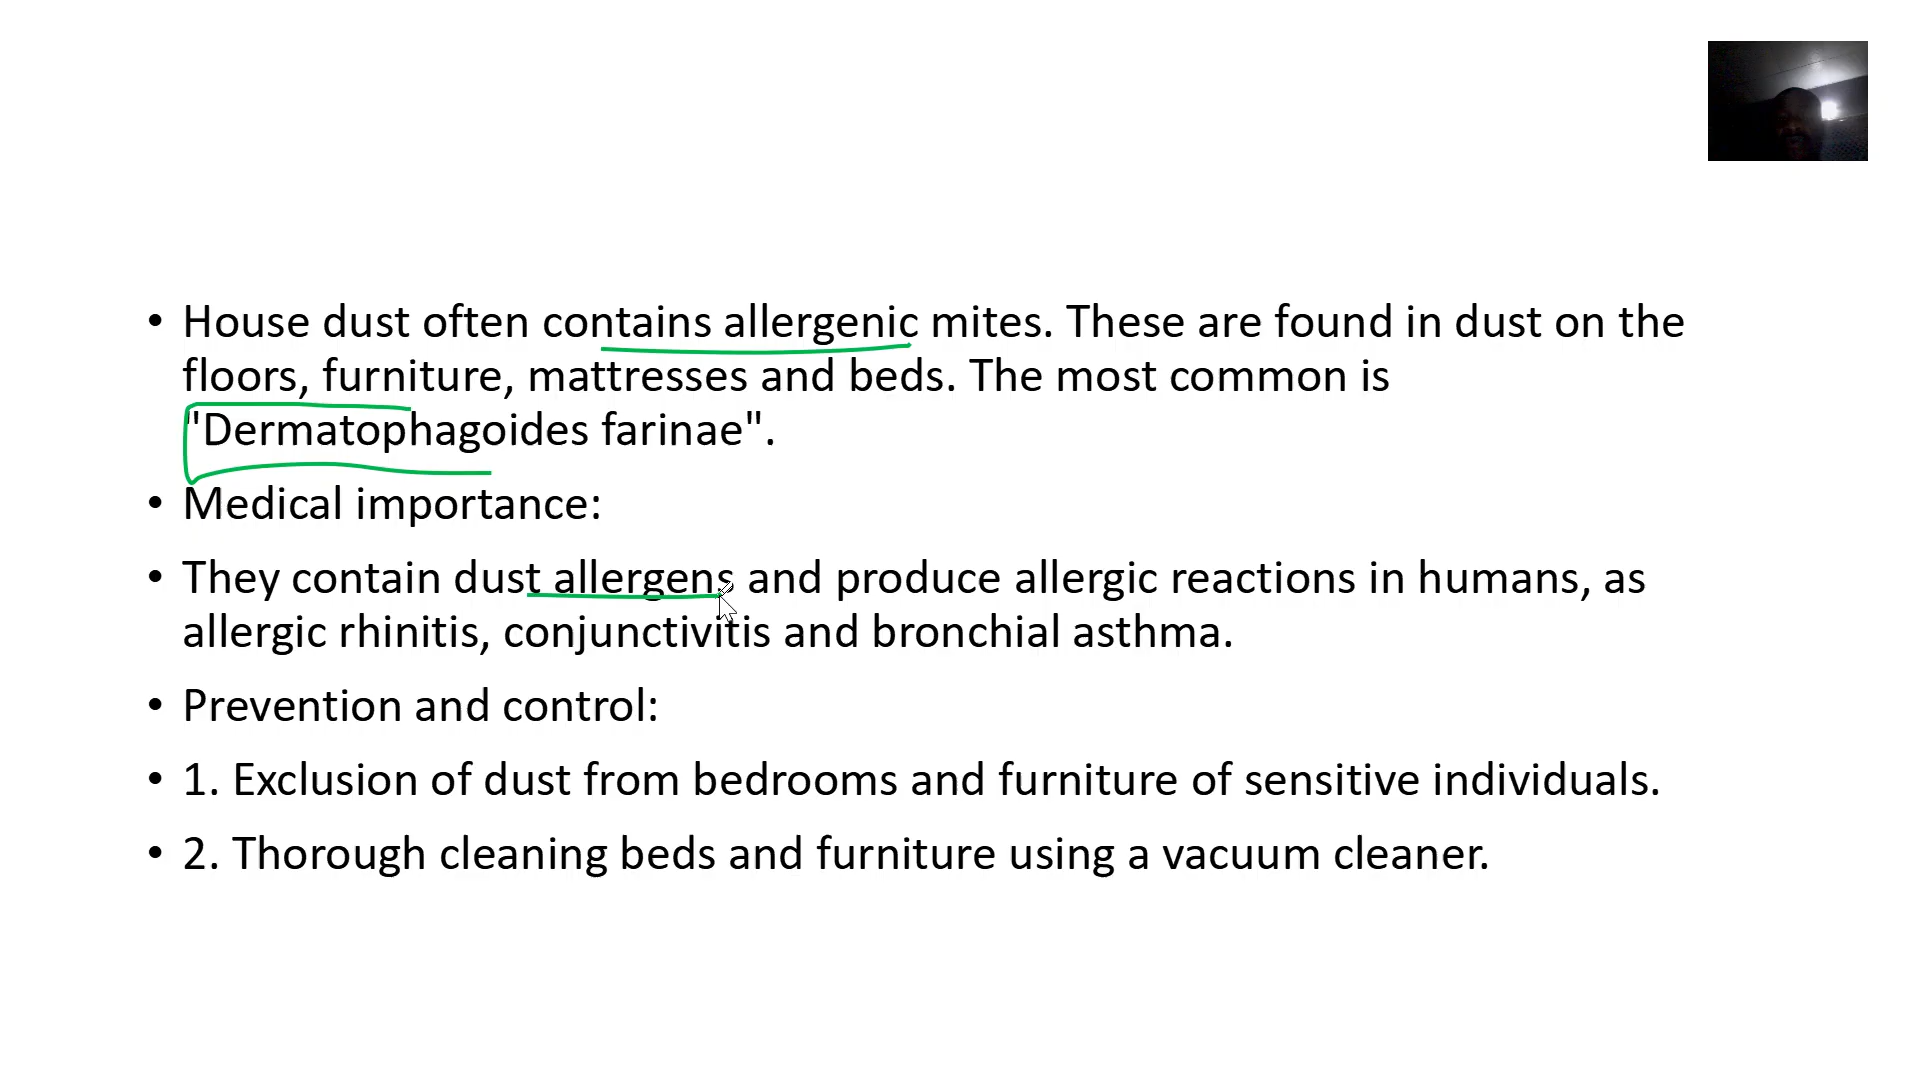 • House dust often contains allergenic mites. These are found in dust on the
floors, furniture, mattresses and beds. The most common is
"Dermatophagoides farinae".
• Medical importance:
• They contain dust allergens and produce allergic reactions in humans, as
allergic rhinitis, conjunctivitis and bronchial asthma.
• Prevention and control:
• 1. Exclusion of dust from bedrooms and furniture of sensitive individuals.
• 2. Thorough cleaning beds and furniture using a vacuum cleaner.